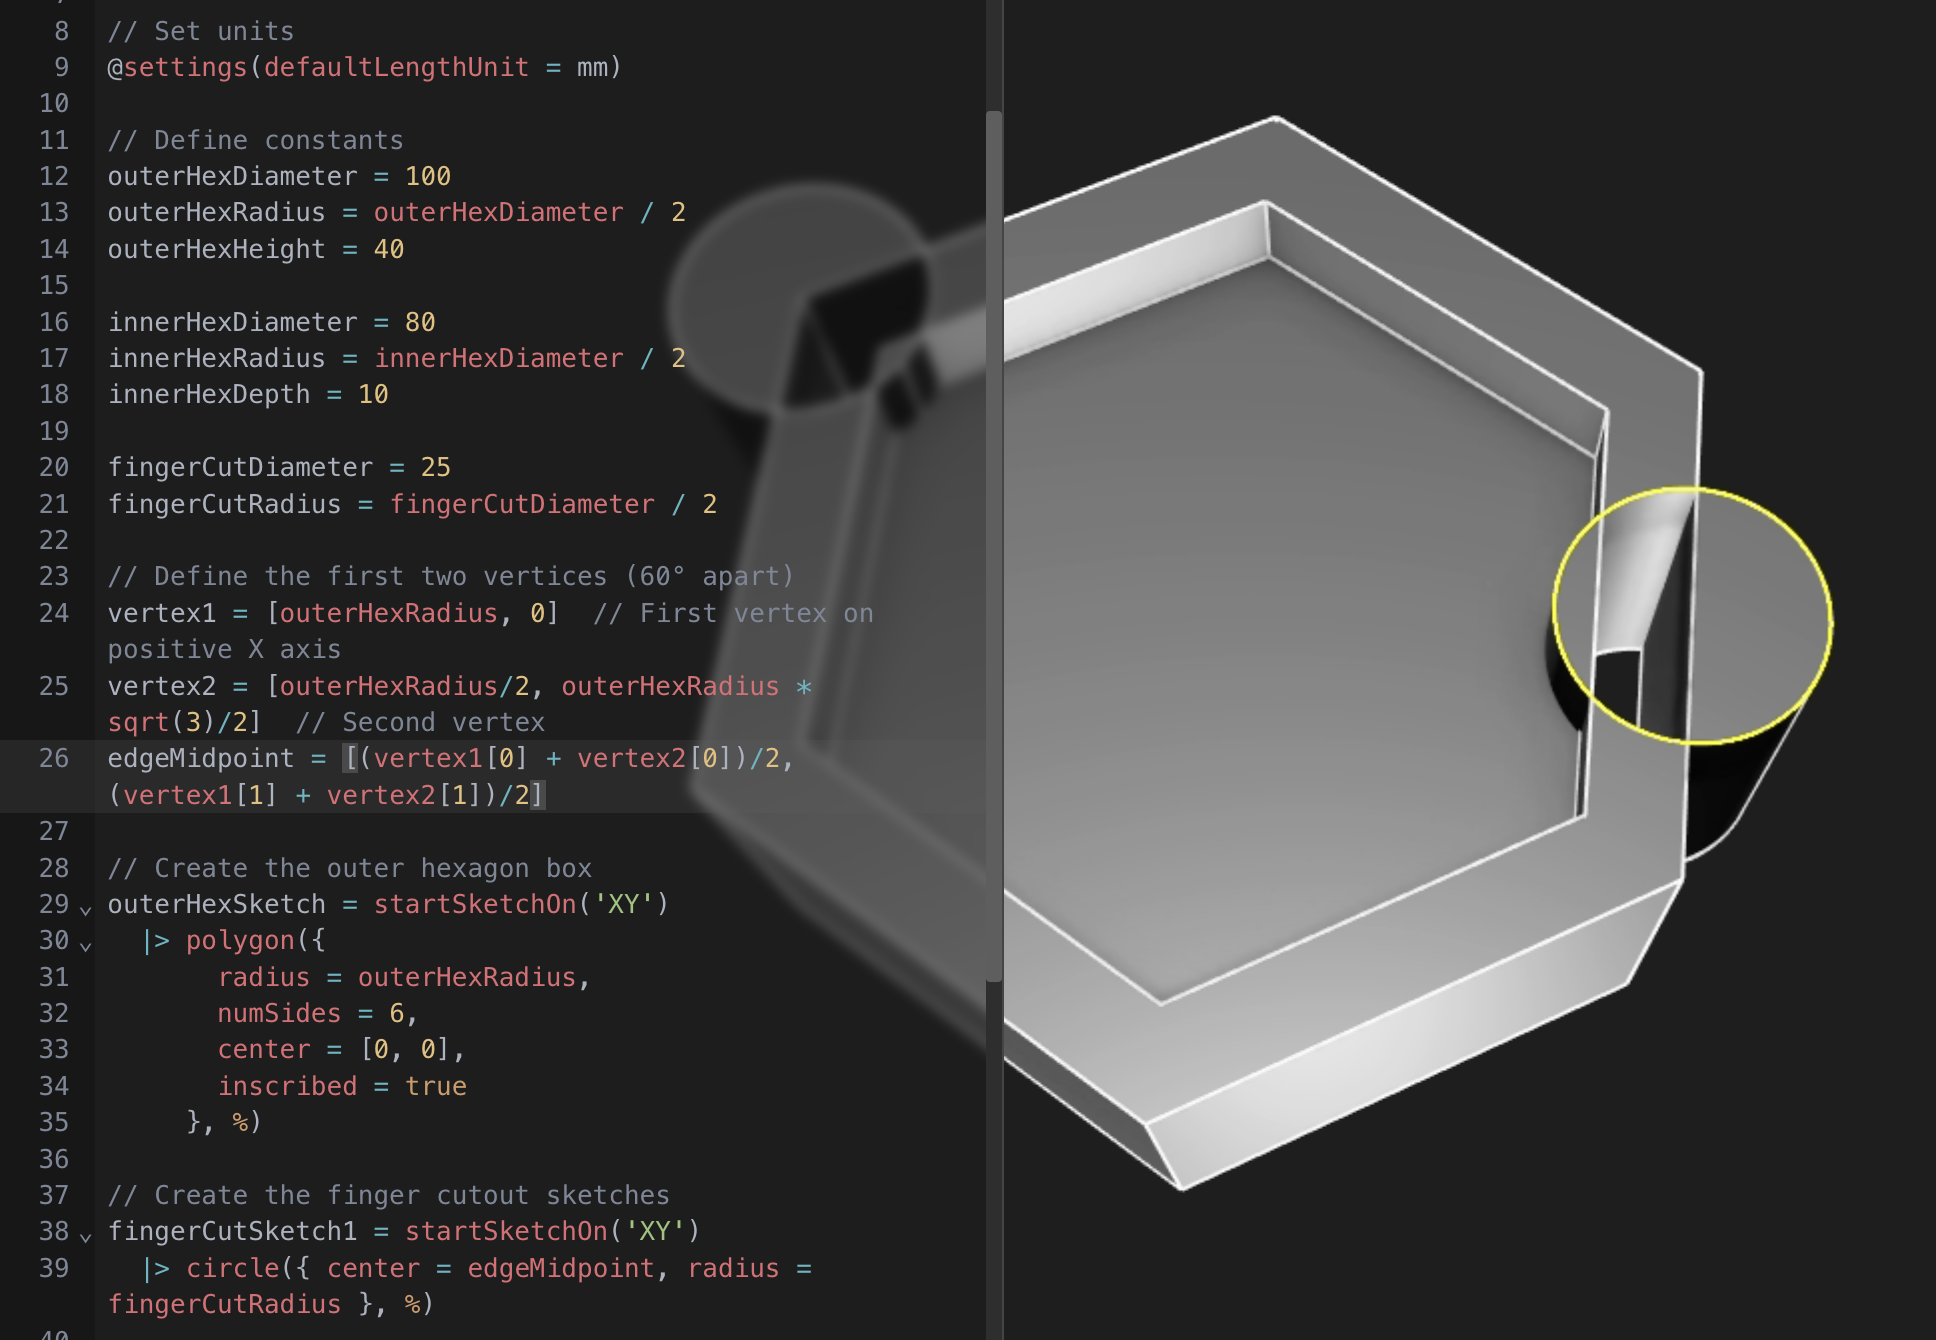 8 // Set units
9 @settings(defaultLengthUnit = mm)
10
11 // Define constants
12 outerHexDiameter = 100
13 outerHexRadius = outerHexDiameter / 2
14 outerHexHeight = 40
15
16 innerHexDiameter = 80
17 innerHexRadius = innerHexDiameter / 2
18 innerHexDepth = 10
19
20 fingerCutDiameter = 25
21 fingerCutRadius = fingerCutDiameter / 2
22
23 // Define the first two vertices (60° apart)
24 vertex1 = [outerHexRadius, 0]  // First vertex on
positive X axis
25 vertex2 = [outerHexRadius/2, outerHexRadius *
sqrt(3)/2]  // Second vertex
26 edgeMidpoint = [(vertex1[0] + vertex2[0])/2,
(vertex1[1] + vertex2[1])/2]
27
28 // Create the outer hexagon box
29 outerHexSketch = startSketchOn('XY')
30   |> polygon({
31        radius = outerHexRadius,
32        numSides = 6,
33        center = [0, 0],
34        inscribed = true
35      }, %)
36
37 // Create the finger cutout sketches
38 fingerCutSketch1 = startSketchOn('XY')
39   |> circle({ center = edgeMidpoint, radius =
fingerCutRadius }, %)
40